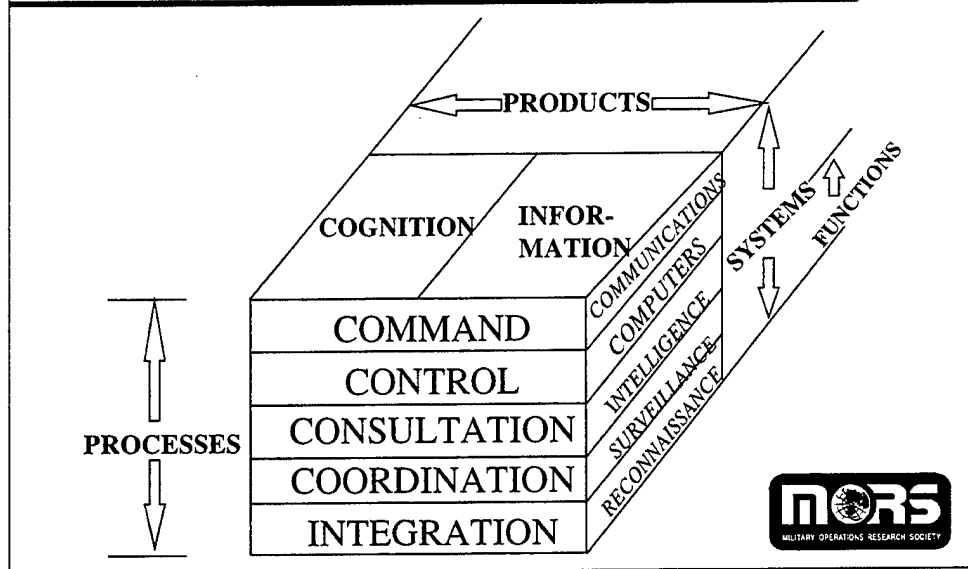 PRODUCTS
COGNITION
INFOR-
MATION
COMMUNICATIONS
COMPUTERS
INTELLIGENCE
SURVEILLANCE
RECONNAISSANCE
SYSTEMS
FUNCTIONS
PROCESSES
COMMAND
CONTROL
CONSULTATION
COORDINATION
INTEGRATION
MORS
MILITARY OPERATIONS RESEARCH SOCIETY